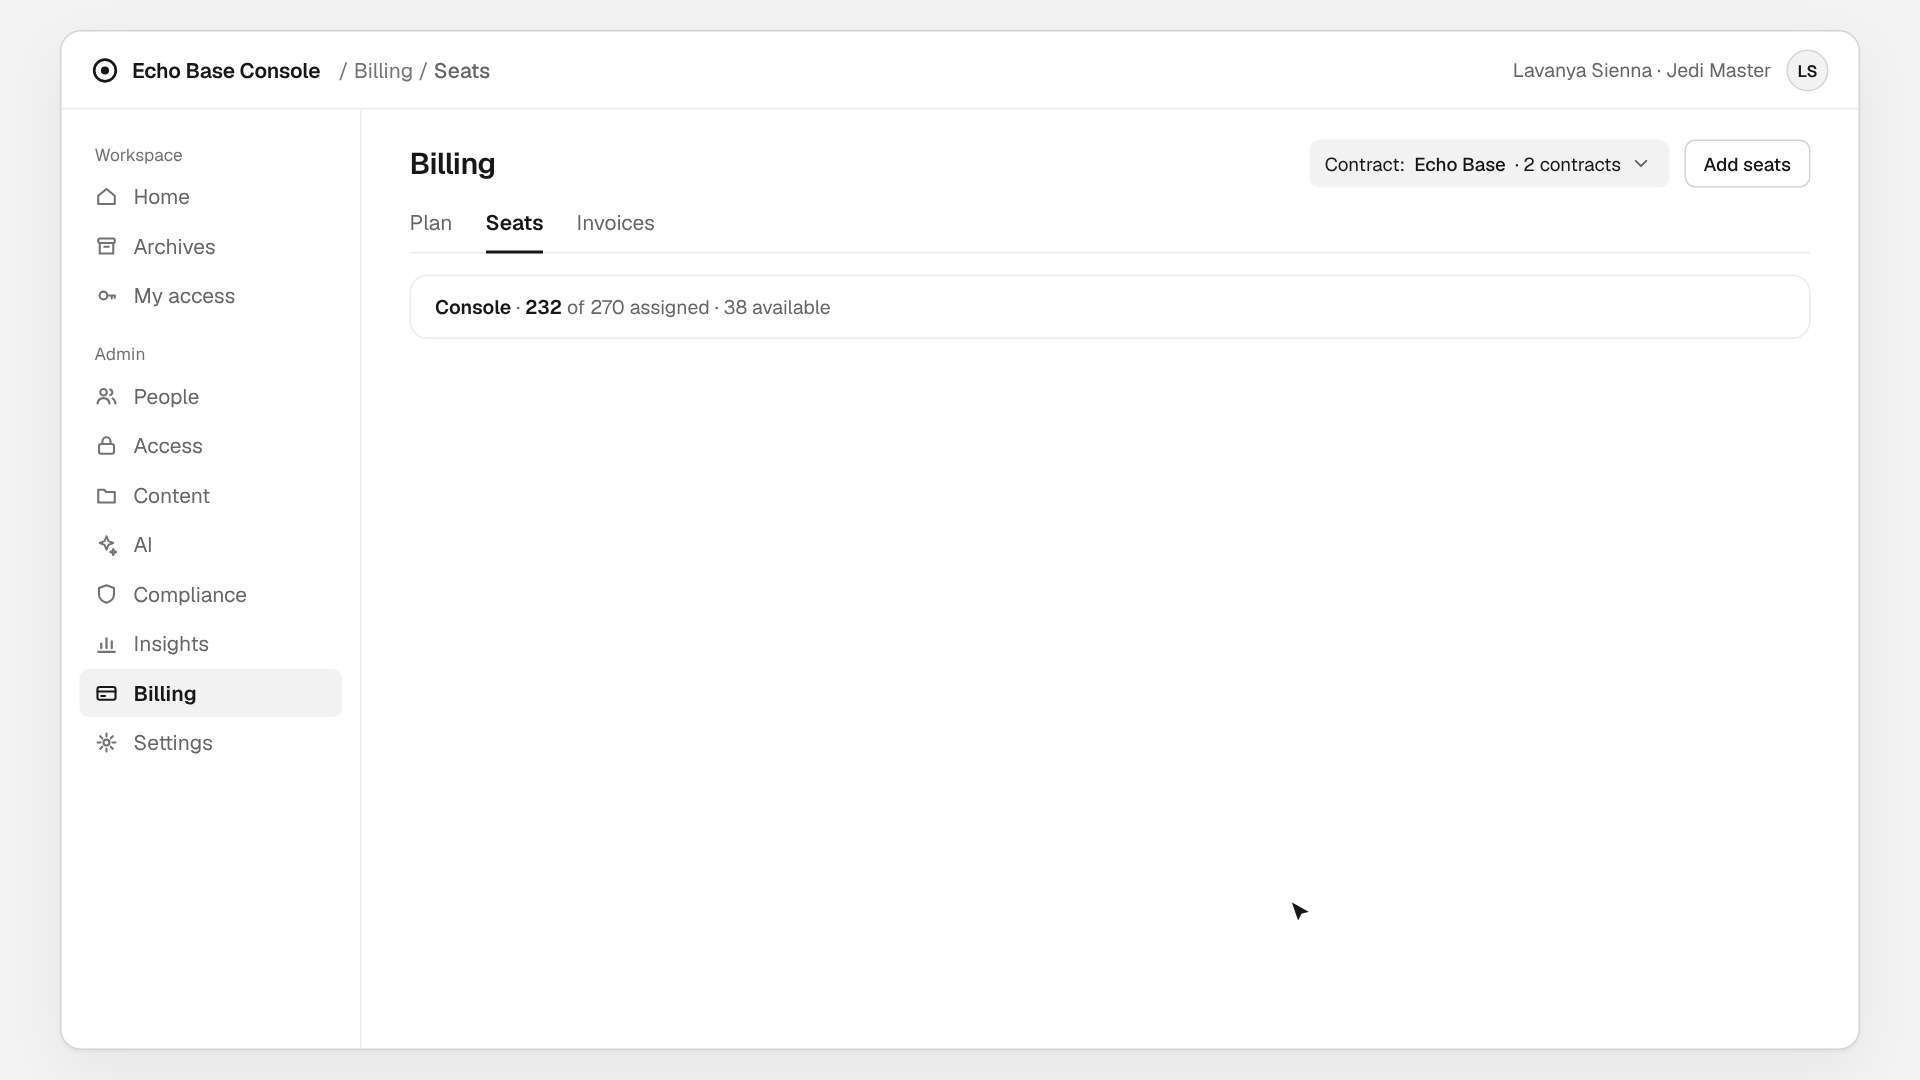 Echo Base Console / Billing / Seats
Lavanya Sienna · Jedi Master LS
Workspace
Home
Archives
My access
Admin
People
Access
Content
AI
Compliance
Insights
Billing
Settings
Billing
Contract: Echo Base · 2 contracts
Add seats
Plan Seats Invoices
Console · 232 of 270 assigned · 38 available